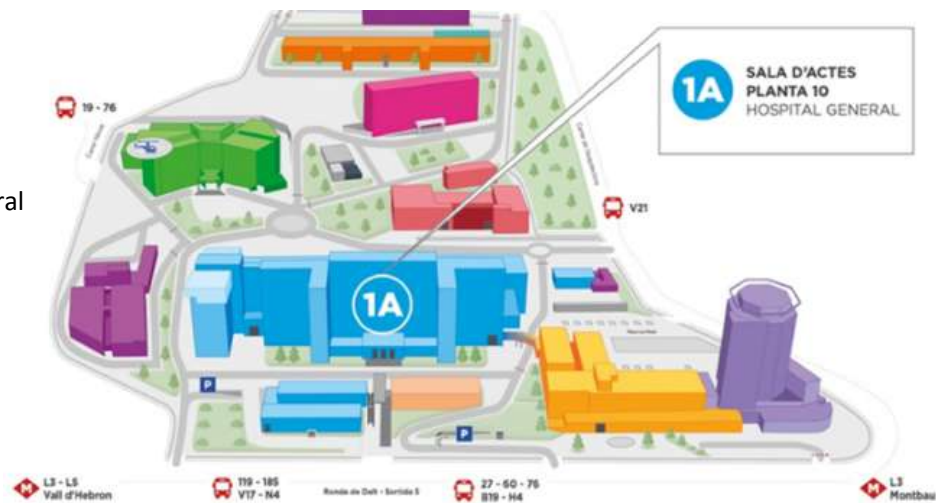 1A
SALA D'ACTES
PLANTA 10
HOSPITAL GENERAL
19 - 76
ral
V21
1A
P
P
L3 - L5
Vall d'Hebron
119 - 185
V17 - N4
Ronda de Dalt - Sortida 5
27 - 60 - 76
B19 - H4
L3
Montbau